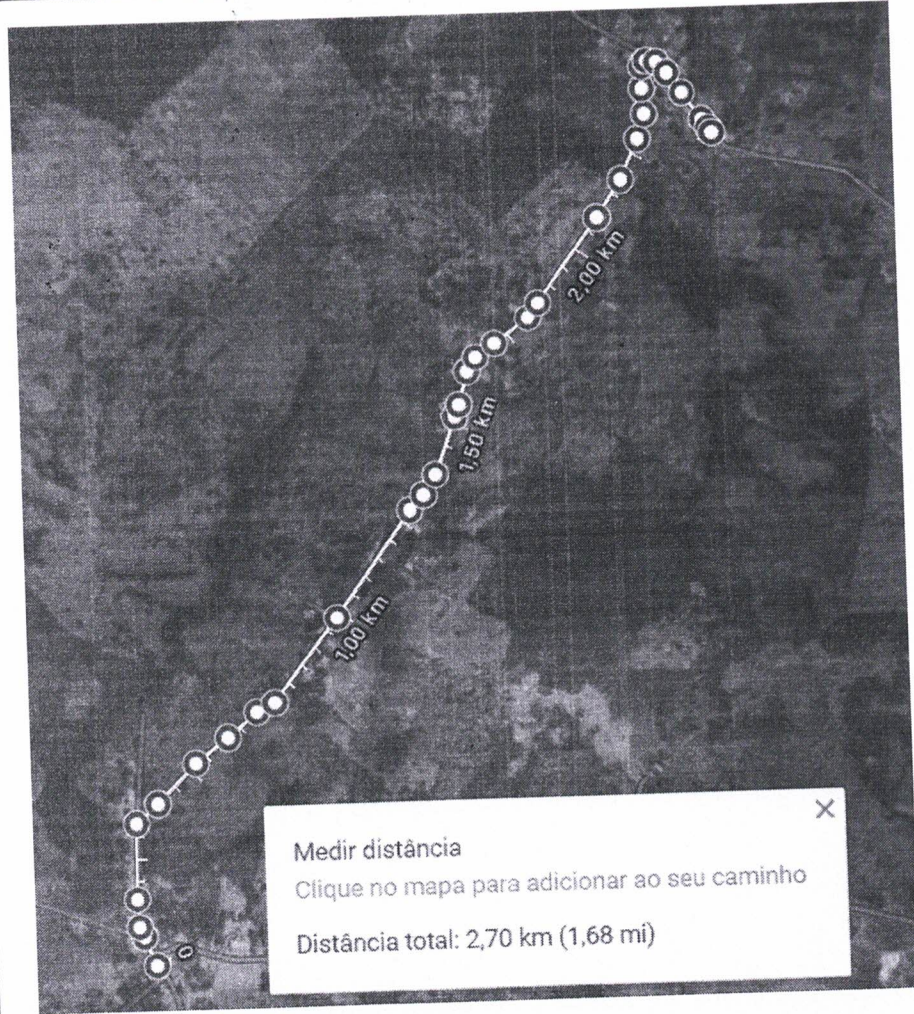 2,00 km
1,50 km
1,00 km
0
Medir distância
Clique no mapa para adicionar ao seu caminho
Distância total: 2,70 km (1,68 mi)